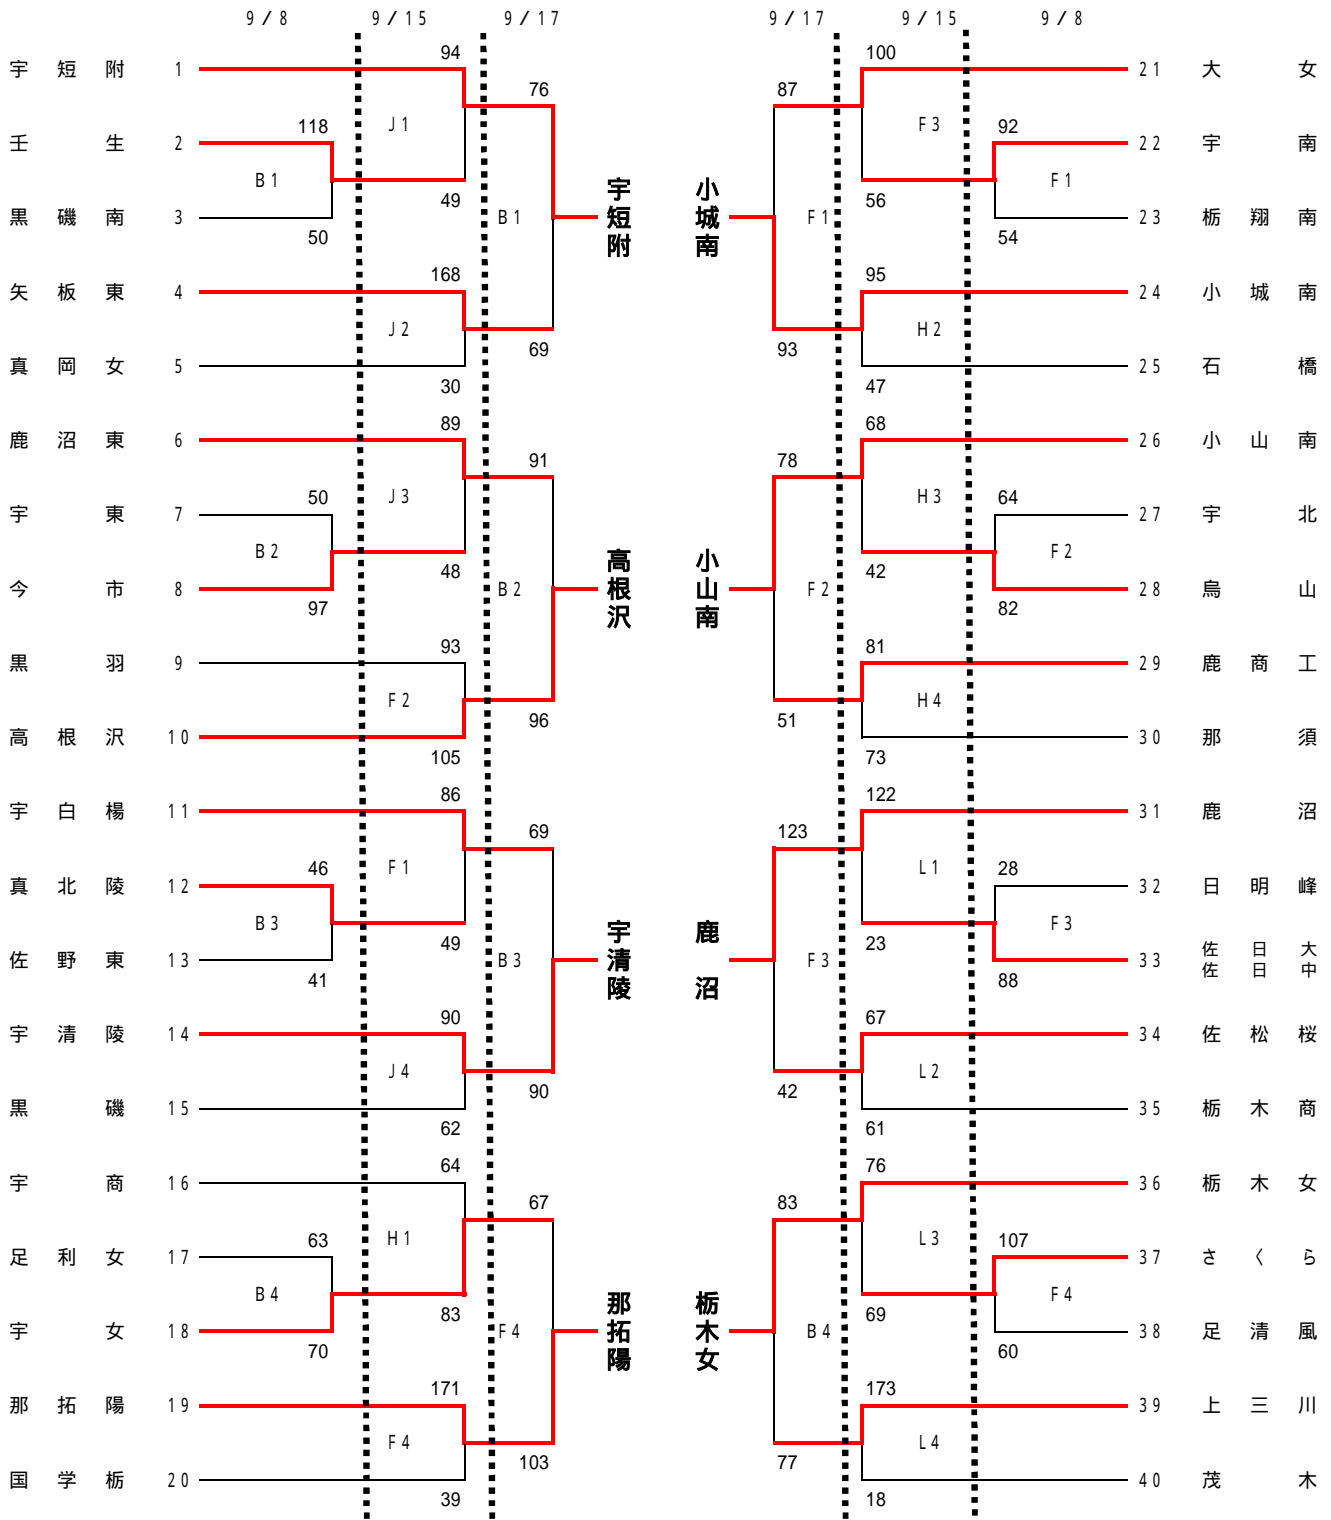 9/8 9/15 9/17 9/17 9/15 9/8
94 100
宇短附 1 21 大女
76 87
J1 F3
118 92
壬生 2 22 宇南
B1 F1
49 56
黒磯南 3 B1 宇短附 小城南 F1 23 栃翔南
50 54
168 95
矢板東 4 24 小城南
J2 H2
69 93
真岡女 5 25 石橋
30 47
89 68
鹿沼東 6 26 小山南
91 78
J3 H3
50 64
宇東 7 27 宇北
B2 F2
48 42
今市 8 B2 高根沢 小山南 F2 28 烏山
97 82
93 81
黒羽 9 29 鹿商工
F2 H4
96 51
高根沢 10 30 那須
105 73
86 122
宇白楊 11 31 鹿沼
69 123
F1 L1
46 28
真北陵 12 32 日明峰
B3 F3
49 23
佐野東 13 B3 宇清陵 鹿沼 F3 33 佐日大
佐日中
41 88
90 67
宇清陵 14 34 佐松桜
J4 L2
90 42
黒磯 15 35 栃木商
62 61
64 76
宇商 16 36 栃木女
67 83
H1 L3
63 107
足利女 17 37 さくら
B4 F4
83 69
宇女 18 F4 那拓陽 栃木女 B4 38 足清風
70 60
171 173
那拓陽 19 39 上三川
F4 L4
103 77
国学栃 20 40 茂木
39 18